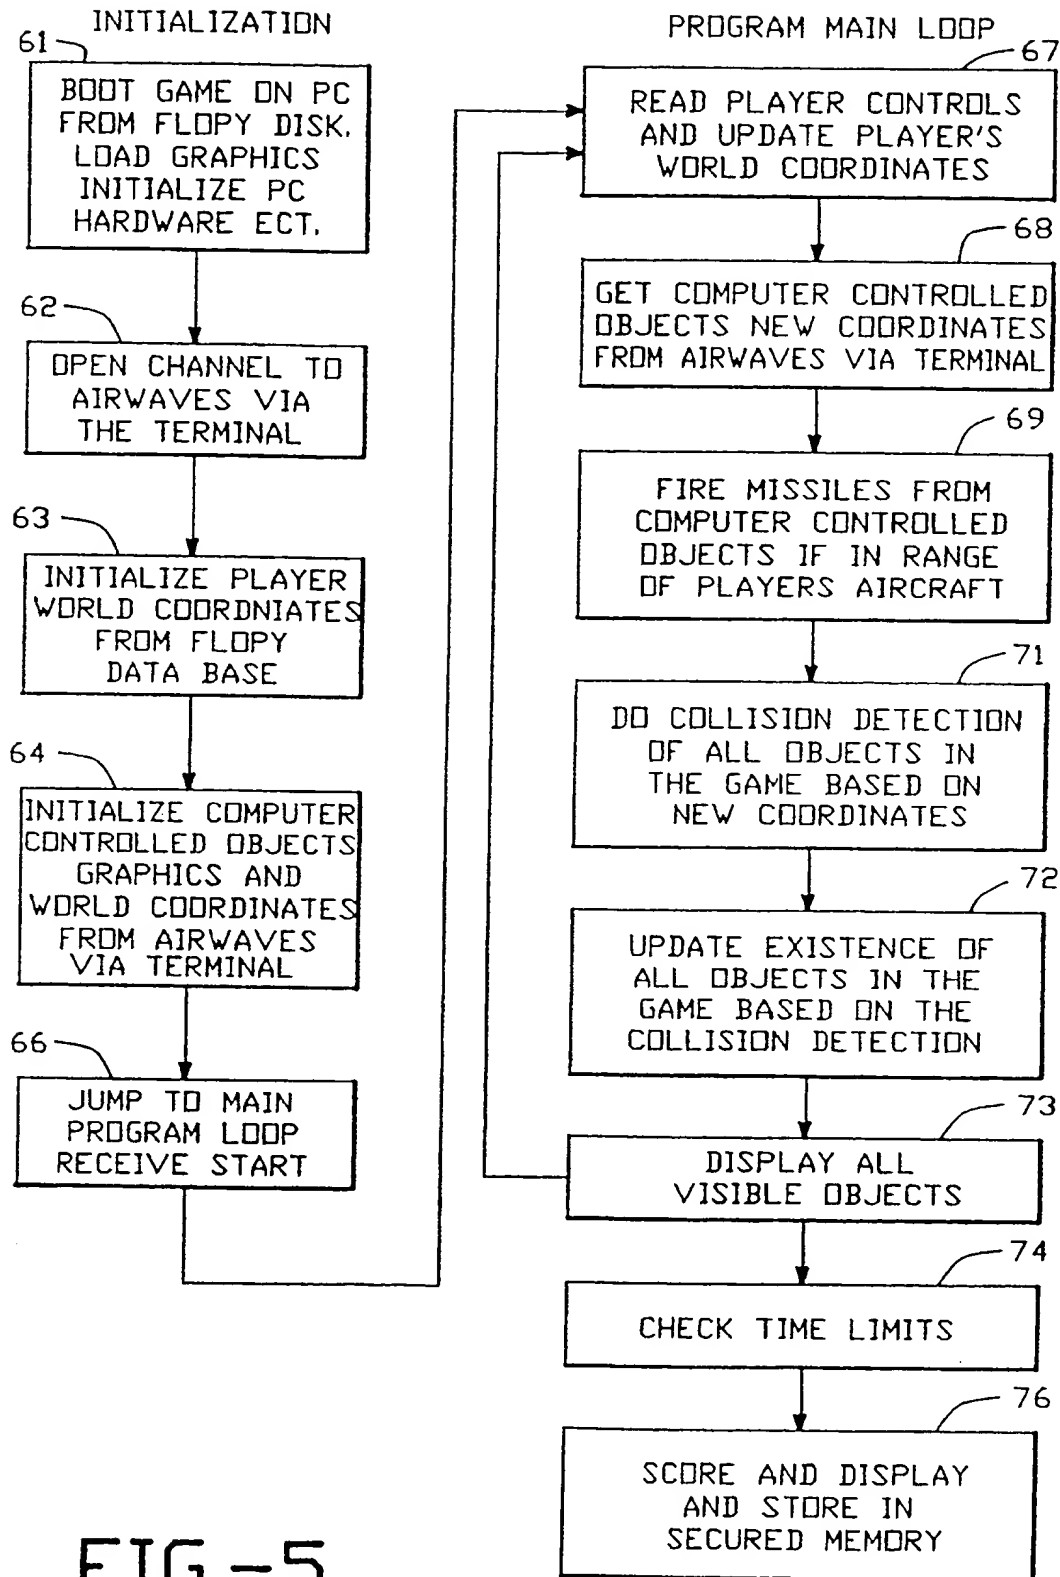 INITIALIZATION
61
BOOT GAME ON PC
FROM FLOPY DISK.
LOAD GRAPHICS
INITIALIZE PC
HARDWARE ECT.
62
OPEN CHANNEL TO
AIRWAVES VIA
THE TERMINAL
63
INITIALIZE PLAYER
WORLD COORDNIATES
FROM FLOPY
DATA BASE
64
INITIALIZE COMPUTER
CONTROLLED OBJECTS
GRAPHICS AND
WORLD COORDINATES
FROM AIRWAVES
VIA TERMINAL
66
JUMP TO MAIN
PROGRAM LOOP
RECEIVE START
PROGRAM MAIN LOOP
67
READ PLAYER CONTROLS
AND UPDATE PLAYER'S
WORLD COORDINATES
68
GET COMPUTER CONTROLLED
OBJECTS NEW COORDINATES
FROM AIRWAVES VIA TERMINAL
69
FIRE MISSILES FROM
COMPUTER CONTROLLED
OBJECTS IF IN RANGE
OF PLAYERS AIRCRAFT
71
DO COLLISION DETECTION
OF ALL OBJECTS IN
THE GAME BASED ON
NEW COORDINATES
72
UPDATE EXISTENCE OF
ALL OBJECTS IN THE
GAME BASED ON THE
COLLISION DETECTION
73
DISPLAY ALL
VISIBLE OBJECTS
74
CHECK TIME LIMITS
76
SCORE AND DISPLAY
AND STORE IN
SECURED MEMORY
FIG-5